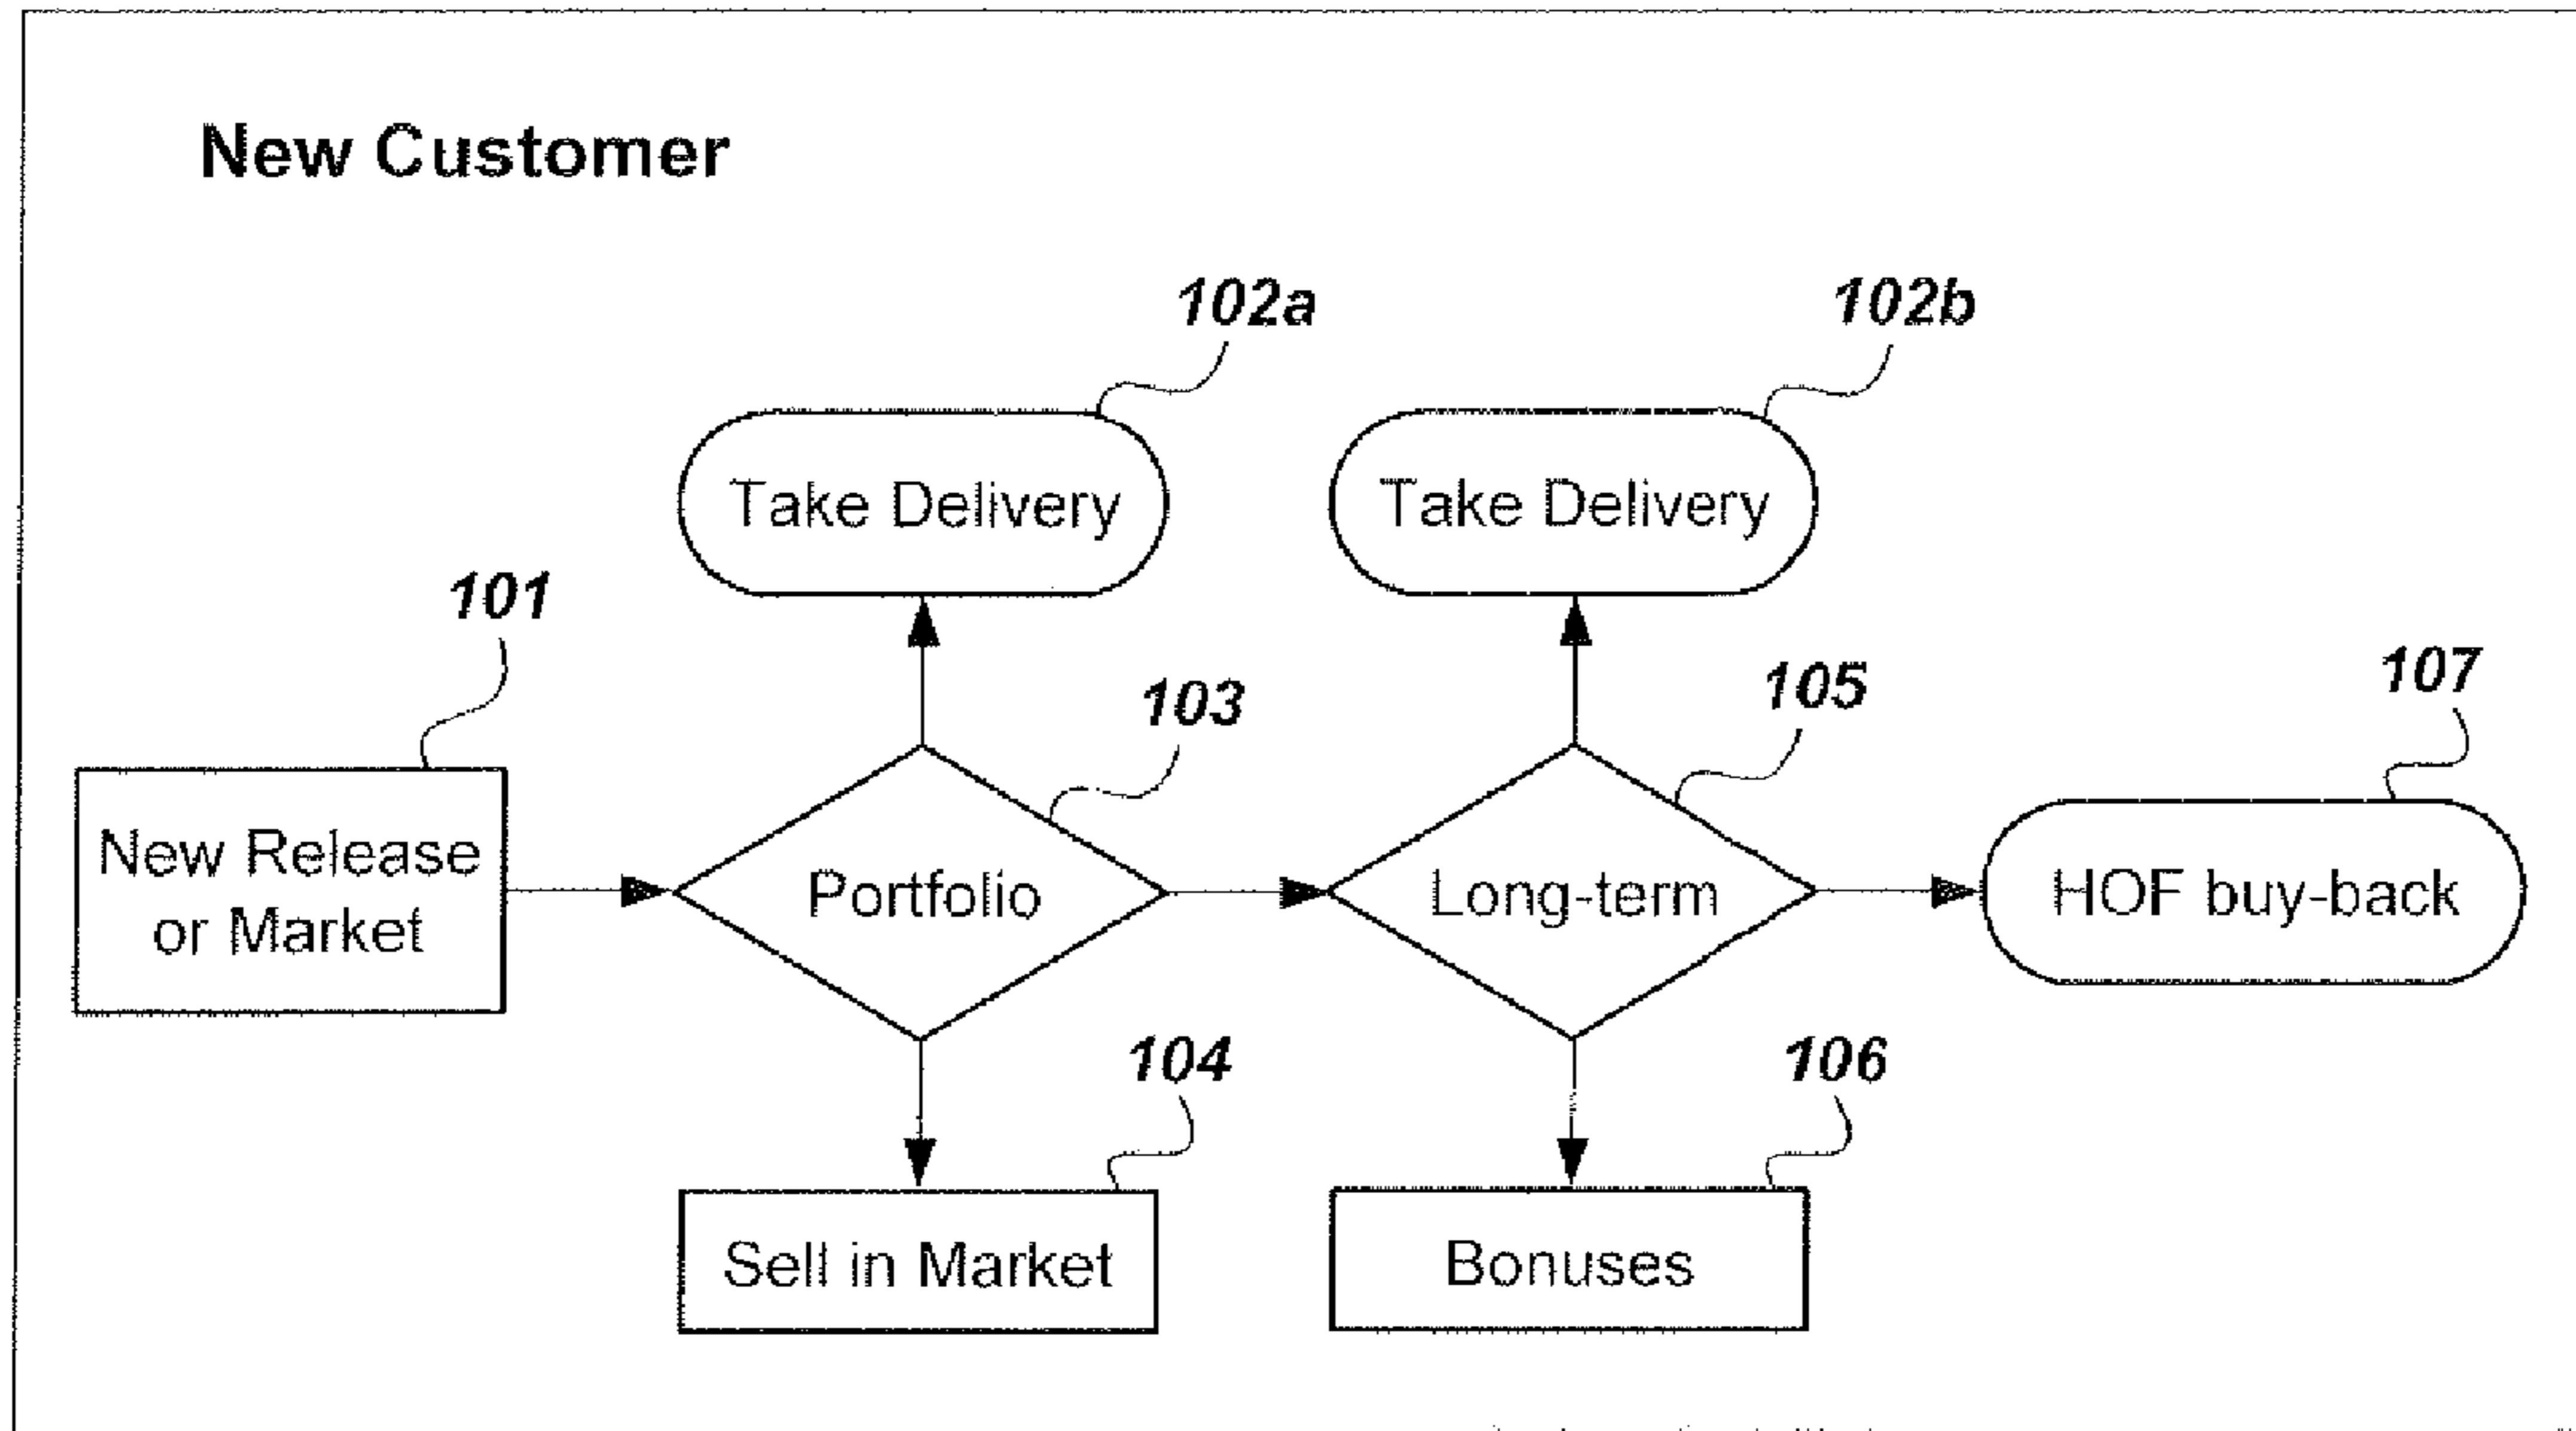 New Customer
102a
102b
Take Delivery
Take Delivery
101
103
105
107
New Release
or Market
Portfolio
Long-term
HOF buy-back
104
106
Sell in Market
Bonuses